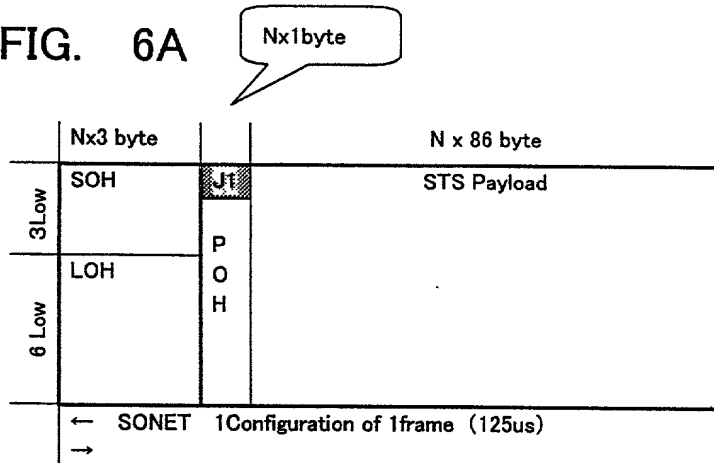 FIG. 6A
Nx1byte
Nx3 byte
N x 86 byte
3Low
SOH
J1
STS Payload
P
O
H
6 Low
LOH
← SONET 1Configuration of 1frame (125us)
→